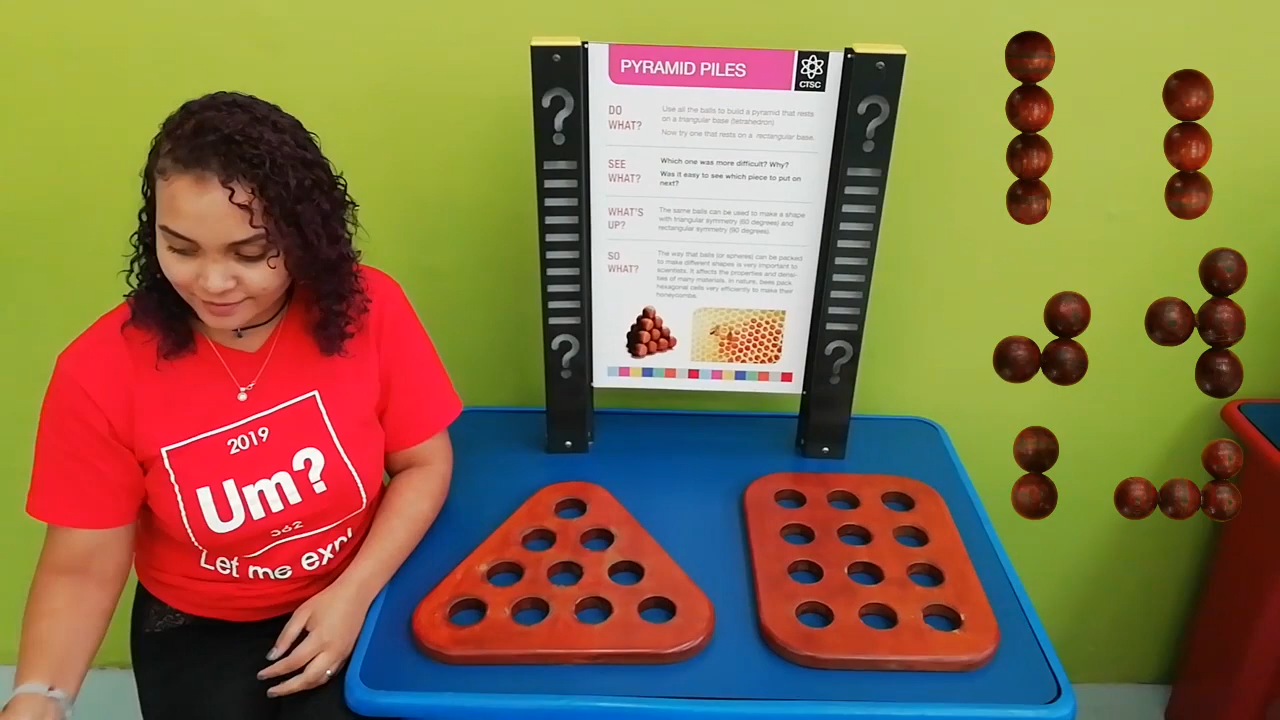 PYRAMID PILES
CTSC
DO
WHAT?
Use all the balls to build a pyramid that rests
on a triangular base (tetrahedron)
Now try one that rests on a rectangular base.
SEE
WHAT?
Which one was more difficult? Why?
Was it easy to see which piece to put on
next?
WHAT'S
UP?
The same balls can be used to make a shape
with triangular symmetry (60 degrees) and
rectangular symmetry (90 degrees).
SO
WHAT?
The way that balls (or spheres) can be packed
to make different shapes is very important to
scientists. It affects the properties and densi-
ties of many materials. In nature, bees pack
hexagonal cells very efficiently to make their
honeycombs.
?
?
?
?
2019
Um?
Let me